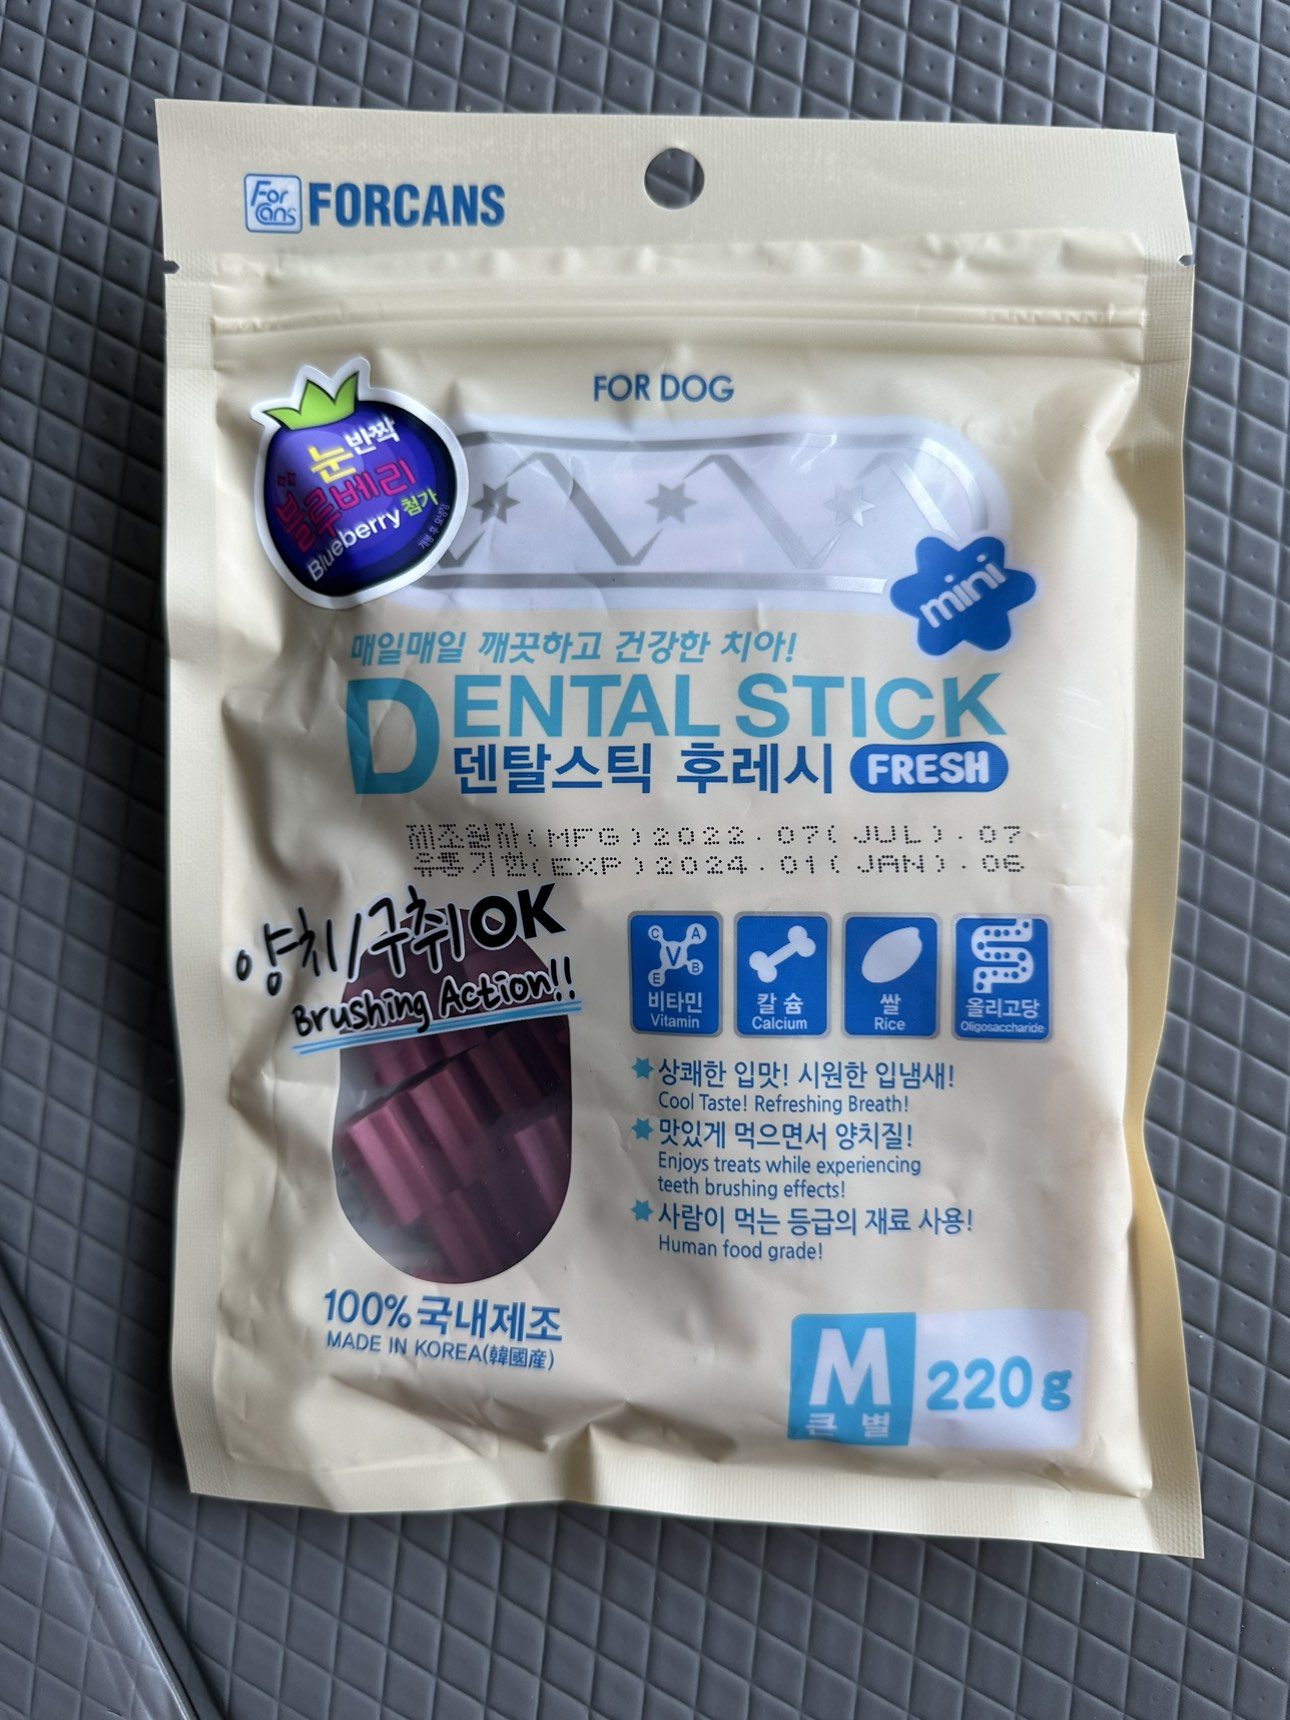 For Cans FORCANS
FOR DOG
눈반짝
블루베리
Blueberry 첨가
mini
매일매일 깨끗하고 건강한 치아!
DENTAL STICK
덴탈스틱 후레시 FRESH
제조일자(MFG)2022.07(JUL).07
유통기한(EXP)2024.01(JAN).06
양치/구취OK
Brushing Action!!
C A V E B
비타민
Vitamin
칼슘
Calcium
쌀
Rice
올리고당
Oligosaccharide
상쾌한 입맛! 시원한 입냄새!
Cool Taste! Refreshing Breath!
맛있게 먹으면서 양치질!
Enjoys treats while experiencing
teeth brushing effects!
사람이 먹는 등급의 재료 사용!
Human food grade!
100% 국내제조
MADE IN KOREA(韓國産)
M
큰 별
220g